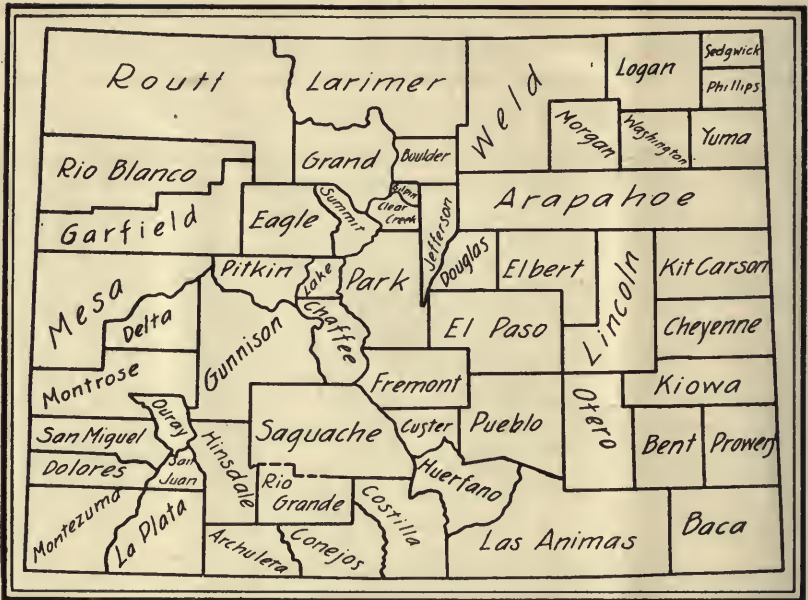 Routt
Larimer
Weld
Logan
Sedgwick
Phillips
Morgan
Washington
Yuma
Rio Blanco
Grand
Boulder
Gilpin
Clear
Creek
Arapahoe
Garfield
Eagle
Summit
Jefferson
Douglas
Elbert
Lincoln
Kit Carson
Mesa
Pitkin
Lake
Park
Cheyenne
Delta
Gunnison
Chaffee
El Paso
Kiowa
Montrose
Fremont
Ouray
Saguache
Custer
Pueblo
Otero
Bent
Prowers
San Miguel
Hinsdale
Dolores
San
Juan
Rio
Grande
Costilla
Huerfano
Montezuma
La Plata
Archuleta
Conejos
Las Animas
Baca